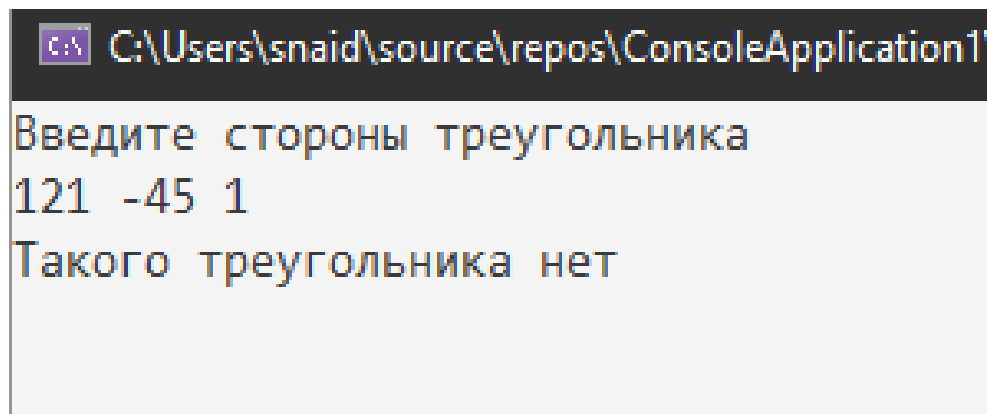 C:\Users\snaid\source\repos\ConsoleApplication1\
Введите стороны треугольника
121 -45 1
Такого треугольника нет